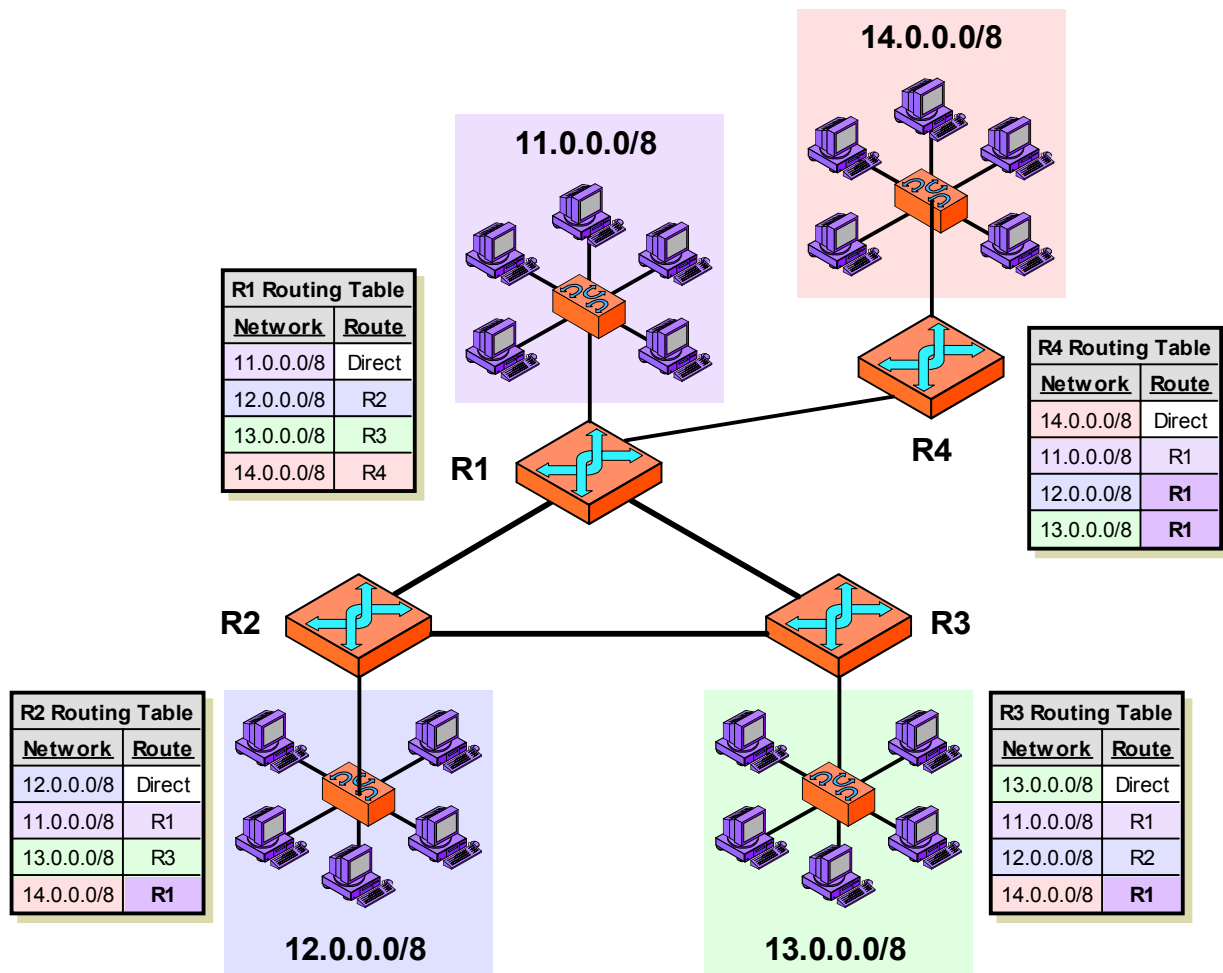 14.0.0.0/8
11.0.0.0/8
R1 Routing Table
Network Route
11.0.0.0/8 Direct
12.0.0.0/8 R2
13.0.0.0/8 R3
14.0.0.0/8 R4
R4 Routing Table
Network Route
14.0.0.0/8 Direct
11.0.0.0/8 R1
12.0.0.0/8 R1
13.0.0.0/8 R1
R1
R4
R2
R3
R2 Routing Table
Network Route
12.0.0.0/8 Direct
11.0.0.0/8 R1
13.0.0.0/8 R3
14.0.0.0/8 R1
R3 Routing Table
Network Route
13.0.0.0/8 Direct
11.0.0.0/8 R1
12.0.0.0/8 R2
14.0.0.0/8 R1
12.0.0.0/8
13.0.0.0/8